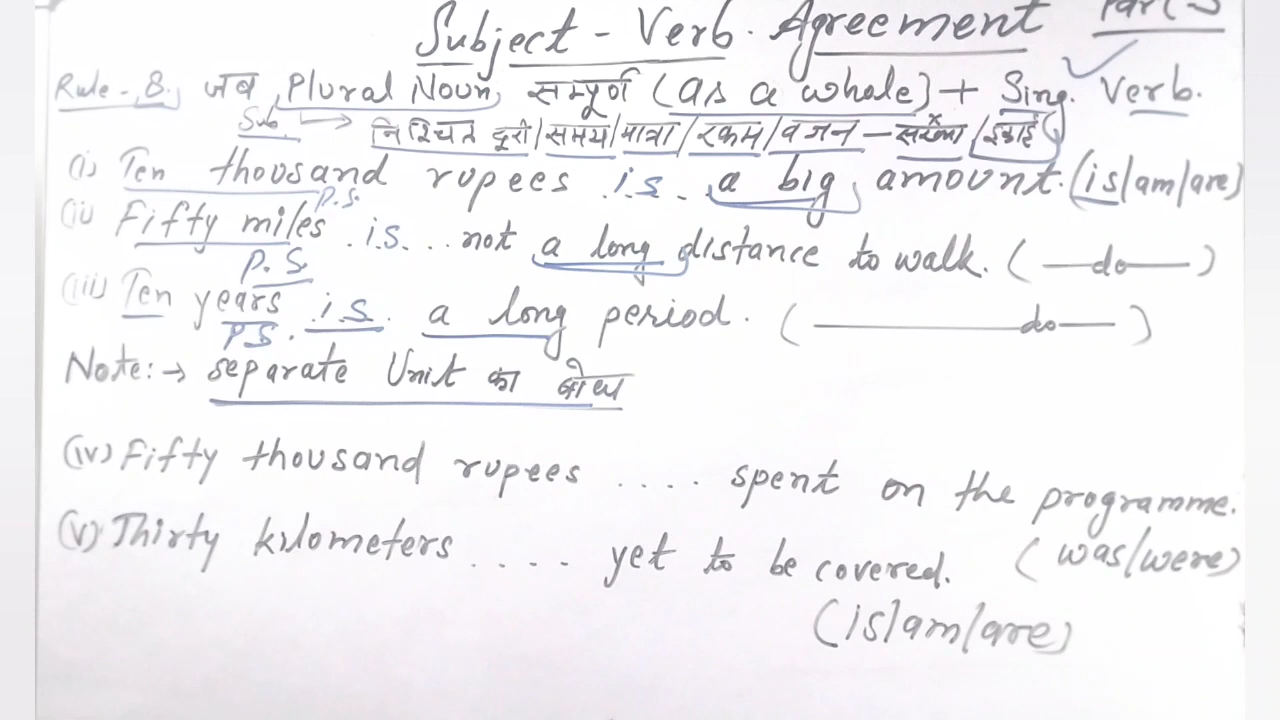 Subject - Verb. Agreement Part-3
Rule - 8. जब Plural Noun सम्पूर्ण (as a whole) + Sing. Verb.
Sub. → निश्चित दूरी/समय/मात्रा/रकम/वजन - संख्या/इकाई
(i) Ten thousand rupees is a big amount. (is/am/are)
P.S.
(ii) Fifty miles is... not a long distance to walk. (—do—)
P.S.
(iii) Ten years is. a long period. (—do—)
P.S.
Note:→ separate Unit का बोध
(iv) Fifty thousand rupees .... spent on the programme.
(was/were)
(v) Thirty kilometers .... yet to be covered.
(is/am/are)